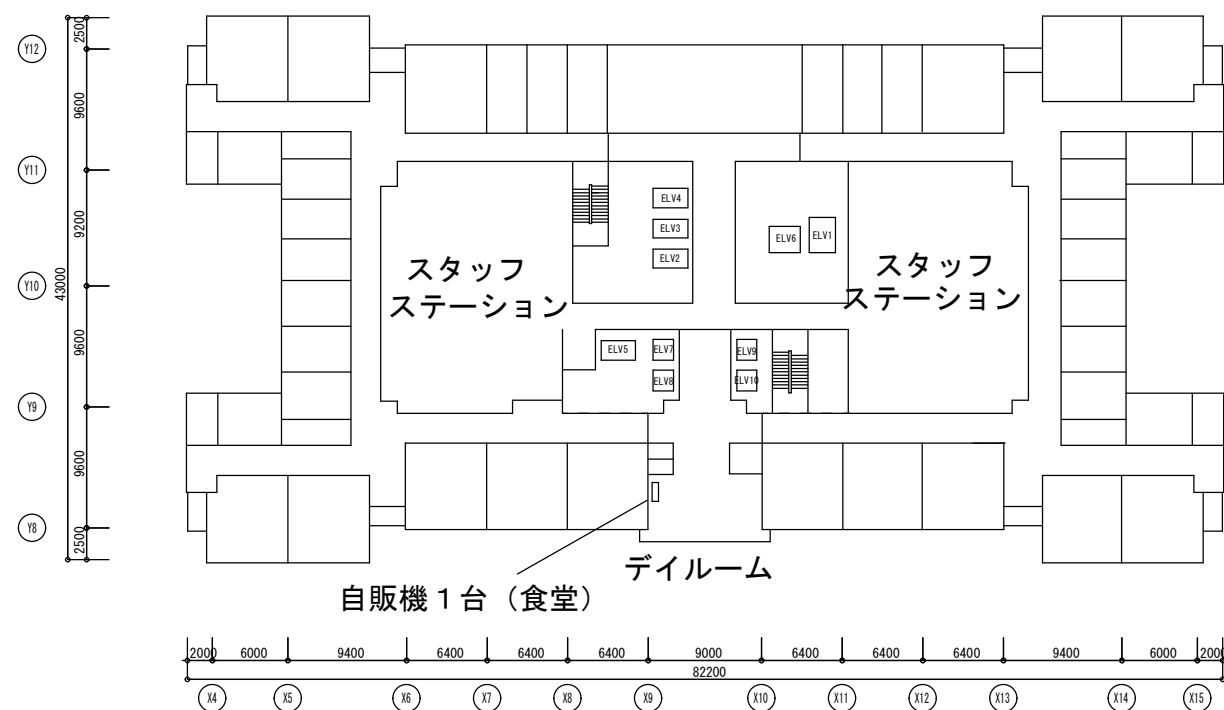 Y12
Y11
Y10
Y9
Y8
2500
9600
9200
9600
9600
2500
43000
ELV4
ELV3
ELV2
ELV6
ELV1
スタッフ
ステーション
スタッフ
ステーション
ELV5
ELV7
ELV8
ELV9
ELV10
デイルーム
自販機１台（食堂）
2000 6000 9400 6400 6400 6400 9000 6400 6400 6400 9400 6000 2000
82200
X4 X5 X6 X7 X8 X9 X10 X11 X12 X13 X14 X15